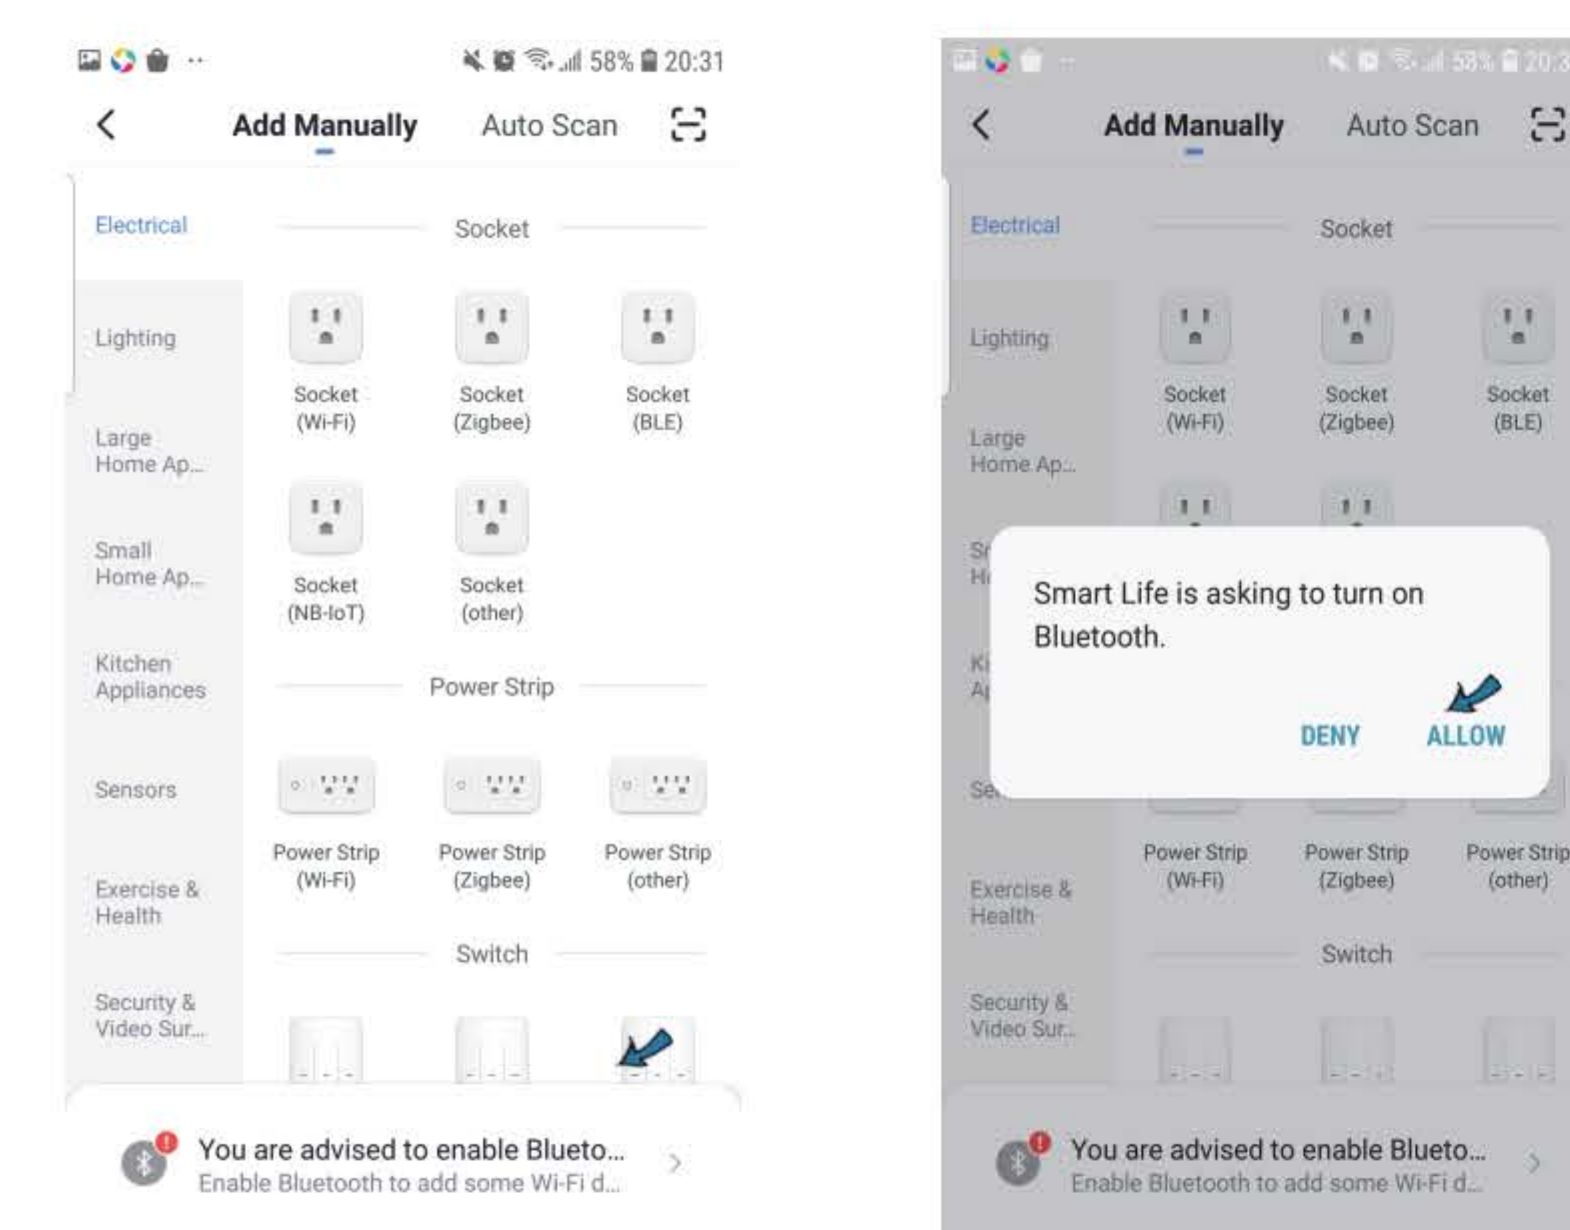 58% 20:31
Add Manually Auto Scan
Electrical
Socket
Lighting
Socket
(Wi-Fi)
Socket
(Zigbee)
Socket
(BLE)
Large
Home Ap...
Socket
(NB-IoT)
Socket
(other)
Small
Home Ap...
Kitchen
Appliances
Power Strip
Sensors
Power Strip
(Wi-Fi)
Power Strip
(Zigbee)
Power Strip
(other)
Exercise &
Health
Switch
Security &
Video Sur...
You are advised to enable Blueto...
Enable Bluetooth to add some Wi-Fi d...
58% 20:3
Add Manually Auto Scan
Electrical
Socket
Lighting
Socket
(Wi-Fi)
Socket
(Zigbee)
Socket
(BLE)
Large
Home Ap...
Smart Life is asking to turn on
Bluetooth.
DENY ALLOW
Power Strip
(Wi-Fi)
Power Strip
(Zigbee)
Power Strip
(other)
Exercise &
Health
Switch
Security &
Video Sur...
You are advised to enable Blueto...
Enable Bluetooth to add some Wi-Fi d...